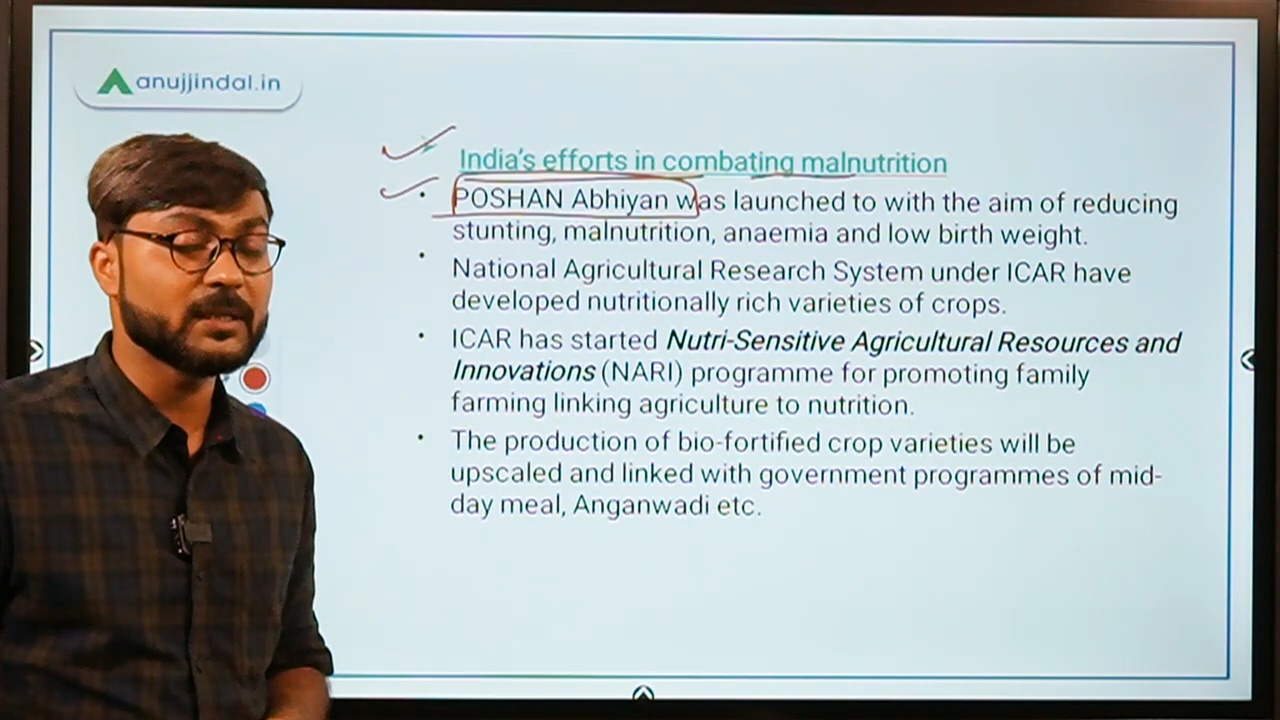 anujjindal.in
India's efforts in combating malnutrition
• POSHAN Abhiyan was launched to with the aim of reducing
stunting, malnutrition, anaemia and low birth weight.
• National Agricultural Research System under ICAR have
developed nutritionally rich varieties of crops.
• ICAR has started Nutri-Sensitive Agricultural Resources and
Innovations (NARI) programme for promoting family
farming linking agriculture to nutrition.
• The production of bio-fortified crop varieties will be
upscaled and linked with government programmes of mid-
day meal, Anganwadi etc.